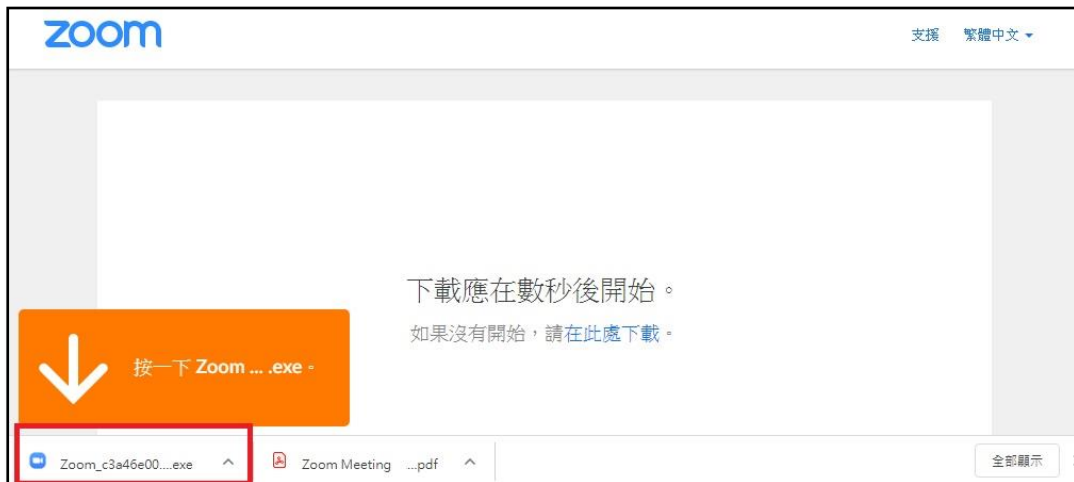 zoom
支援 繁體中文
下載應在數秒後開始。
如果沒有開始，請在此處下載。
按一下 Zoom ... .exe。
Zoom_c3a46e00....exe
Zoom Meeting ...pdf
全部顯示